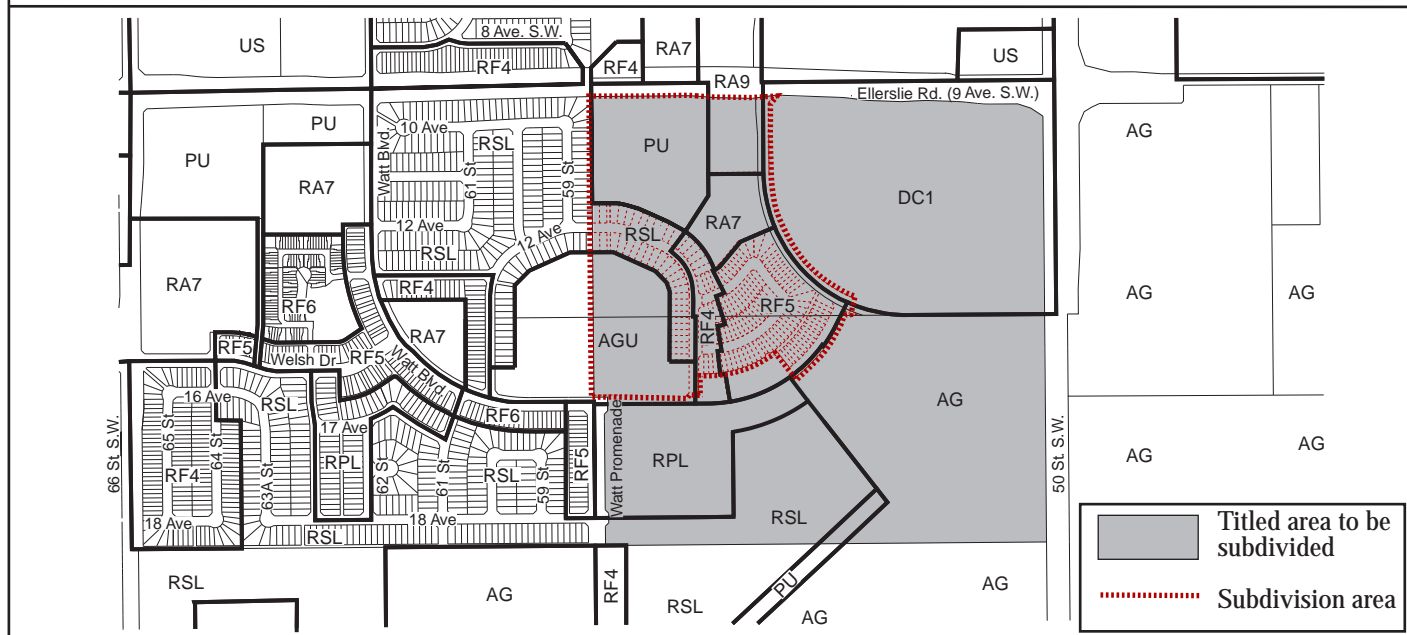 8 Ave. S.W.
US
RF4
RF4
RA7
US
RA9
Ellerslie Rd. (9 Ave. S.W.)
PU
PU
RA7
Watt Blvd.
10 Ave
RSL
61 St
59 St
12 Ave
RSL
12 Ave
PU
DC1
AG
RSL
RA7
RA7
RF6
RF4
RA7
AGU
RF4
RF5
AG
AG
RF5
Welsh Dr.
RF5
Watt Blvd.
AG
66 St S.W.
16 Ave
65 St
64 St
RF4
18 Ave
RSL
63A St
17 Ave
RPL
62 St
61 St
RF6
RSL
59 St
RF5
18 Ave
RSL
Watt Promenade
RPL
RSL
50 St. S.W.
AG
AG
RSL
AG
RF4
RSL
PU
AG
AG
Titled area to be
subdivided
Subdivision area